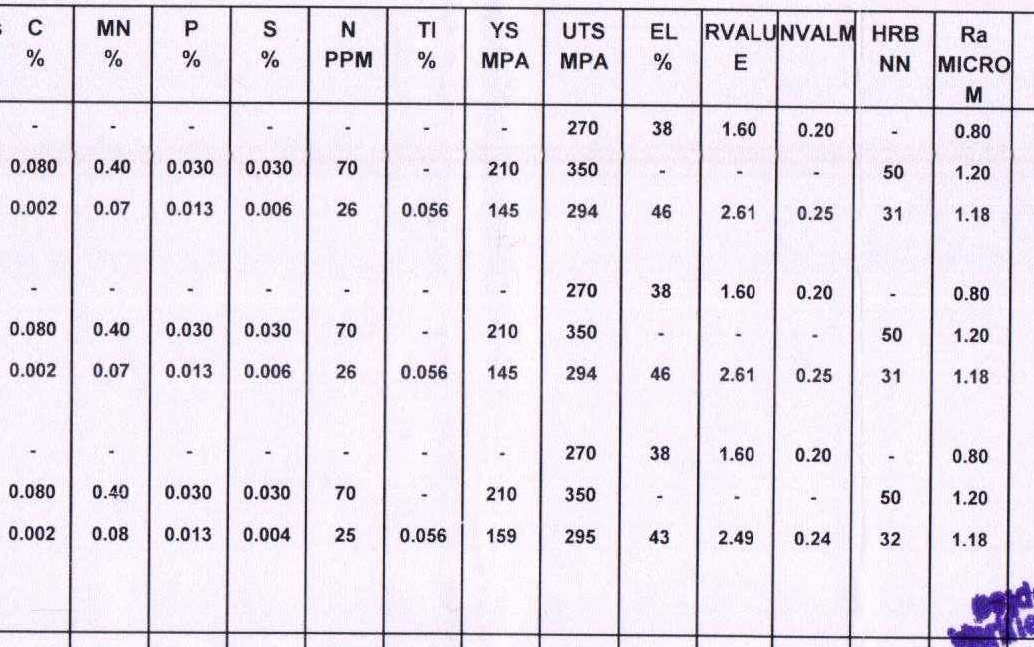 C MN P S N TI YS UTS EL RVALU NVALM HRB Ra
% % % % PPM % MPA MPA % E NN MICRO
M
- - - - - - - 270 38 1.60 0.20 - 0.80
0.080 0.40 0.030 0.030 70 - 210 350 - - - 50 1.20
0.002 0.07 0.013 0.006 26 0.056 145 294 46 2.61 0.25 31 1.18
- - - - - - - 270 38 1.60 0.20 - 0.80
0.080 0.40 0.030 0.030 70 - 210 350 - - - 50 1.20
0.002 0.07 0.013 0.006 26 0.056 145 294 46 2.61 0.25 31 1.18
- - - - - - - 270 38 1.60 0.20 - 0.80
0.080 0.40 0.030 0.030 70 - 210 350 - - - 50 1.20
0.002 0.08 0.013 0.004 25 0.056 159 295 43 2.49 0.24 32 1.18